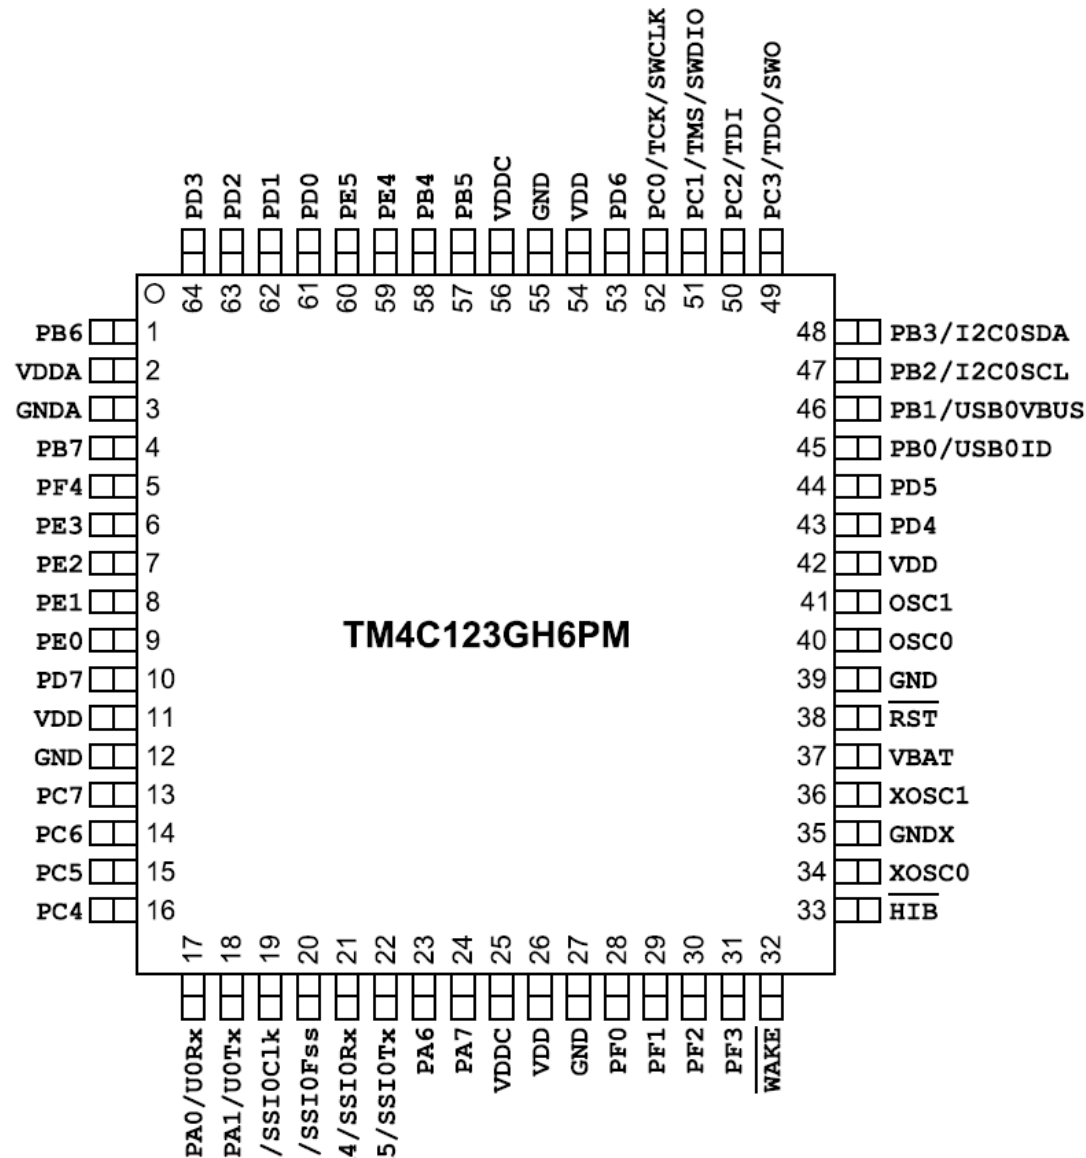 PC0/TCK/SWCLK
PC1/TMS/SWDIO
PC2/TDI
PC3/TDO/SWO
PD3
PD2
PD1
PD0
PE5
PE4
PB4
PB5
VDDC
GND
VDD
PD6
64
63
62
61
60
59
58
57
56
55
54
53
52
51
50
49
PB6 1
VDDA 2
GNDA 3
PB7 4
PF4 5
PE3 6
PE2 7
PE1 8
PE0 9
PD7 10
VDD 11
GND 12
PC7 13
PC6 14
PC5 15
PC4 16
TM4C123GH6PM
48 PB3/I2C0SDA
47 PB2/I2C0SCL
46 PB1/USB0VBUS
45 PB0/USB0ID
44 PD5
43 PD4
42 VDD
41 OSC1
40 OSC0
39 GND
38 RST
37 VBAT
36 XOSC1
35 GNDX
34 XOSC0
33 HIB
17
18
19
20
21
22
23
24
25
26
27
28
29
30
31
32
PA0/U0Rx
PA1/U0Tx
/SSI0Clk
/SSI0Fss
4/SSI0Rx
5/SSI0Tx
PA6
PA7
VDDC
VDD
GND
PF0
PF1
PF2
PF3
WAKE